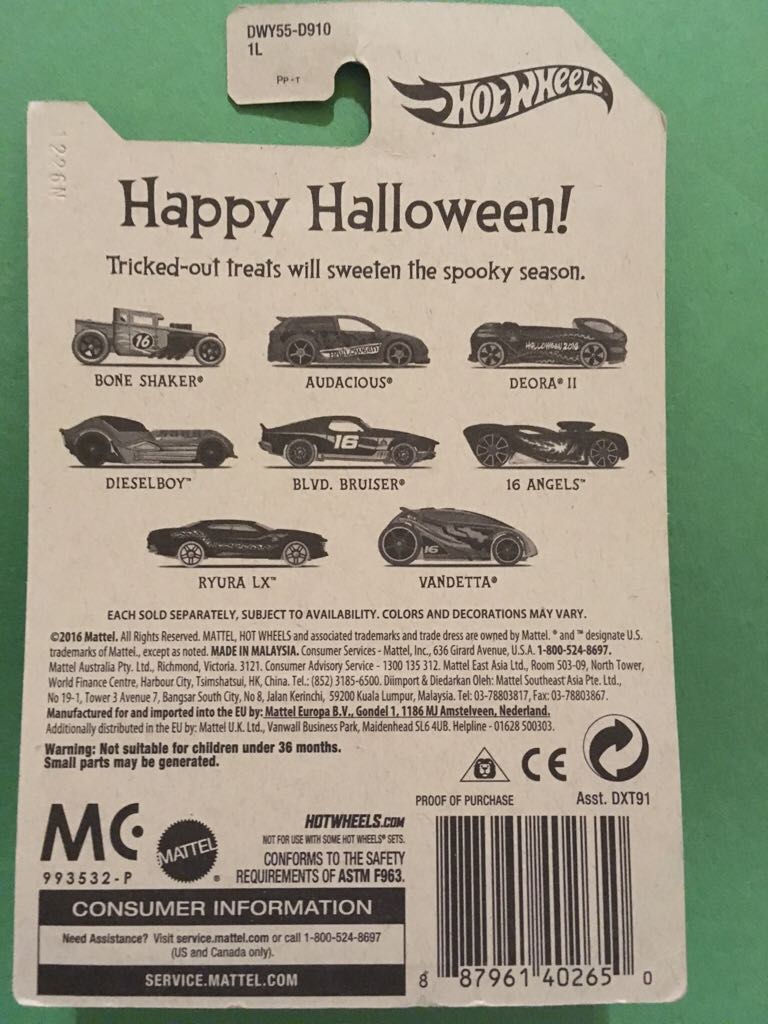 DWY55-D910
1L
Pp-T
HOT WHEELS
1226N
Happy Halloween!
Tricked-out treats will sweeten the spooky season.
16
HALLOWEEN
HALLOWEEN 2016
BONE SHAKER® AUDACIOUS® DEORA® II
16
DIESELBOY™ BLVD. BRUISER® 16 ANGELS™
16
RYURA LX™ VANDETTA®
EACH SOLD SEPARATELY, SUBJECT TO AVAILABILITY. COLORS AND DECORATIONS MAY VARY.
©2016 Mattel. All Rights Reserved. MATTEL, HOT WHEELS and associated trademarks and trade dress are owned by Mattel. ® and ™ designate U.S.
trademarks of Mattel., except as noted. MADE IN MALAYSIA. Consumer Services - Mattel, Inc., 636 Girard Avenue, U.S.A. 1-800-524-8697.
Mattel Australia Pty. Ltd., Richmond, Victoria. 3121. Consumer Advisory Service - 1300 135 312. Mattel East Asia Ltd., Room 503-09, North Tower,
World Finance Centre, Harbour City, Tsimshatsui, HK, China. Tel.: (852) 3185-6500. Diimport & Diedarkan Oleh: Mattel Southeast Asia Pte. Ltd.,
No 19-1, Tower 3 Avenue 7, Bangsar South City, No 8, Jalan Kerinchi, 59200 Kuala Lumpur, Malaysia. Tel: 03-78803817, Fax: 03-78803867.
Manufactured for and imported into the EU by: Mattel Europa B.V., Gondel 1, 1186 MJ Amstelveen, Nederland.
Additionally distributed in the EU by: Mattel U.K. Ltd., Vanwall Business Park, Maidenhead SL6 4UB. Helpline - 01628 500303.
Warning: Not suitable for children under 36 months.
Small parts may be generated.
CE
PROOF OF PURCHASE Asst. DXT91
MC
993532-P
MATTEL®
HOTWHEELS.COM
NOT FOR USE WITH SOME HOT WHEELS® SETS.
CONFORMS TO THE SAFETY
REQUIREMENTS OF ASTM F963.
CONSUMER INFORMATION
Need Assistance? Visit service.mattel.com or call 1-800-524-8697
(US and Canada only).
SERVICE.MATTEL.COM
8 87961 40265 0